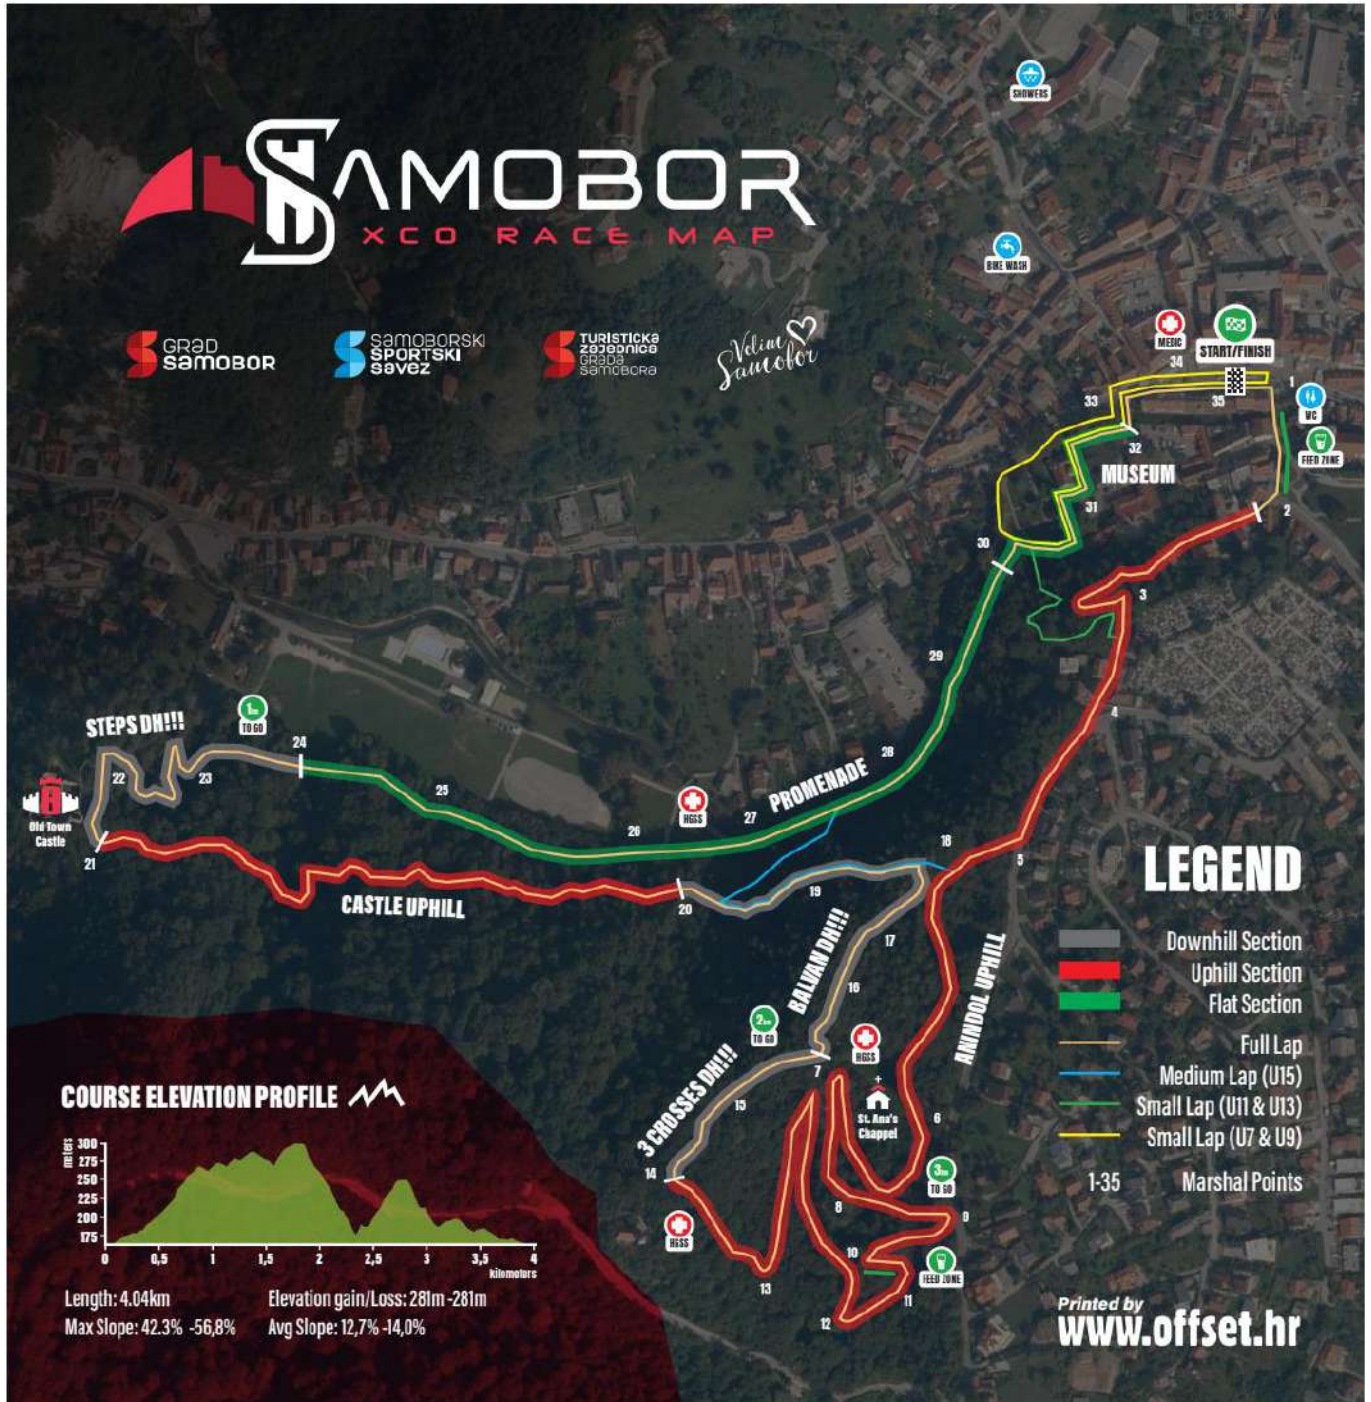 SHOWERS
SAMOBOR
XCO RACE MAP
BIKE WASH
GRAD
SAMOBOR
SAMOBORSKI
SPORTSKI
SAVEZ
TURISTICKA
ZAJEDNICA
GRADA
SAMOBORA
Volim
Samobor
MEDIC
START/FINISH
34
1
33
35
WC
32
FEED ZONE
MUSEUM
31
2
30
3
29
4
STEPS DH!!!
1km
TO GO
24
22
23
28
25
PROMENADE
Old Town
Castle
HGSS
27
26
18
5
21
LEGEND
19
CASTLE UPHILL
20
17
BALVAN DH!!!
Downhill Section
Uphill Section
Flat Section
16
ANINDOL UPHILL
2km
TO GO
HGSS
Full Lap
7
3 CROSSES DH!!!
Medium Lap (U15)
COURSE ELEVATION PROFILE
15
St. Ana's
Chappel
6
Small Lap (U11 & U13)
Small Lap (U7 & U9)
meters
300
275
250
225
200
175
14
3km
TO GO
1-35 Marshal Points
8
9
HGSS
10
FEED ZONE
0 0,5 1 1,5 2 2,5 3 3,5 4
kilometers
13
11
12
Length: 4.04km Elevation gain/Loss: 281m -281m
Max Slope: 42.3% -56,8% Avg Slope: 12,7% -14,0%
Printed by
www.offset.hr